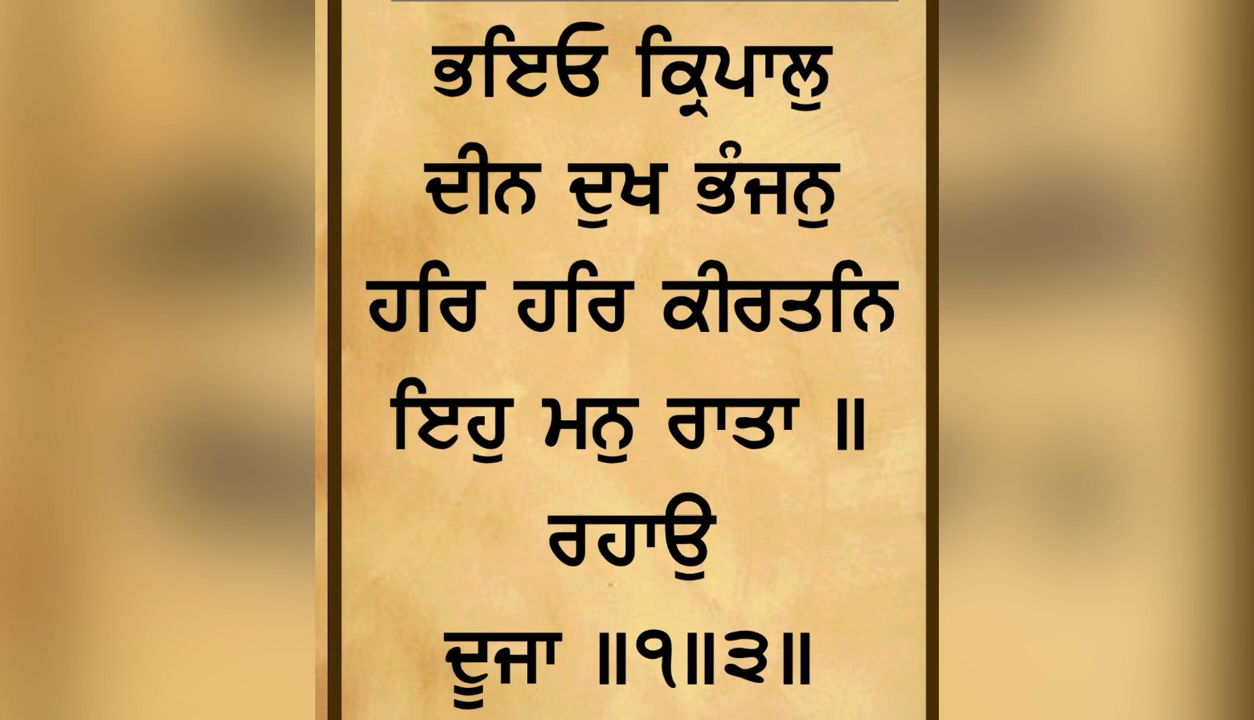 ਭਇਓ ਕ੍ਰਿਪਾਲੁ
ਦੀਨ ਦੁਖ ਭੰਜਨੁ
ਹਰਿ ਹਰਿ ਕੀਰਤਨਿ
ਇਹੁ ਮਨੁ ਰਾਤਾ ॥
ਰਹਾਉ
ਦੂਜਾ ॥੧॥੩॥